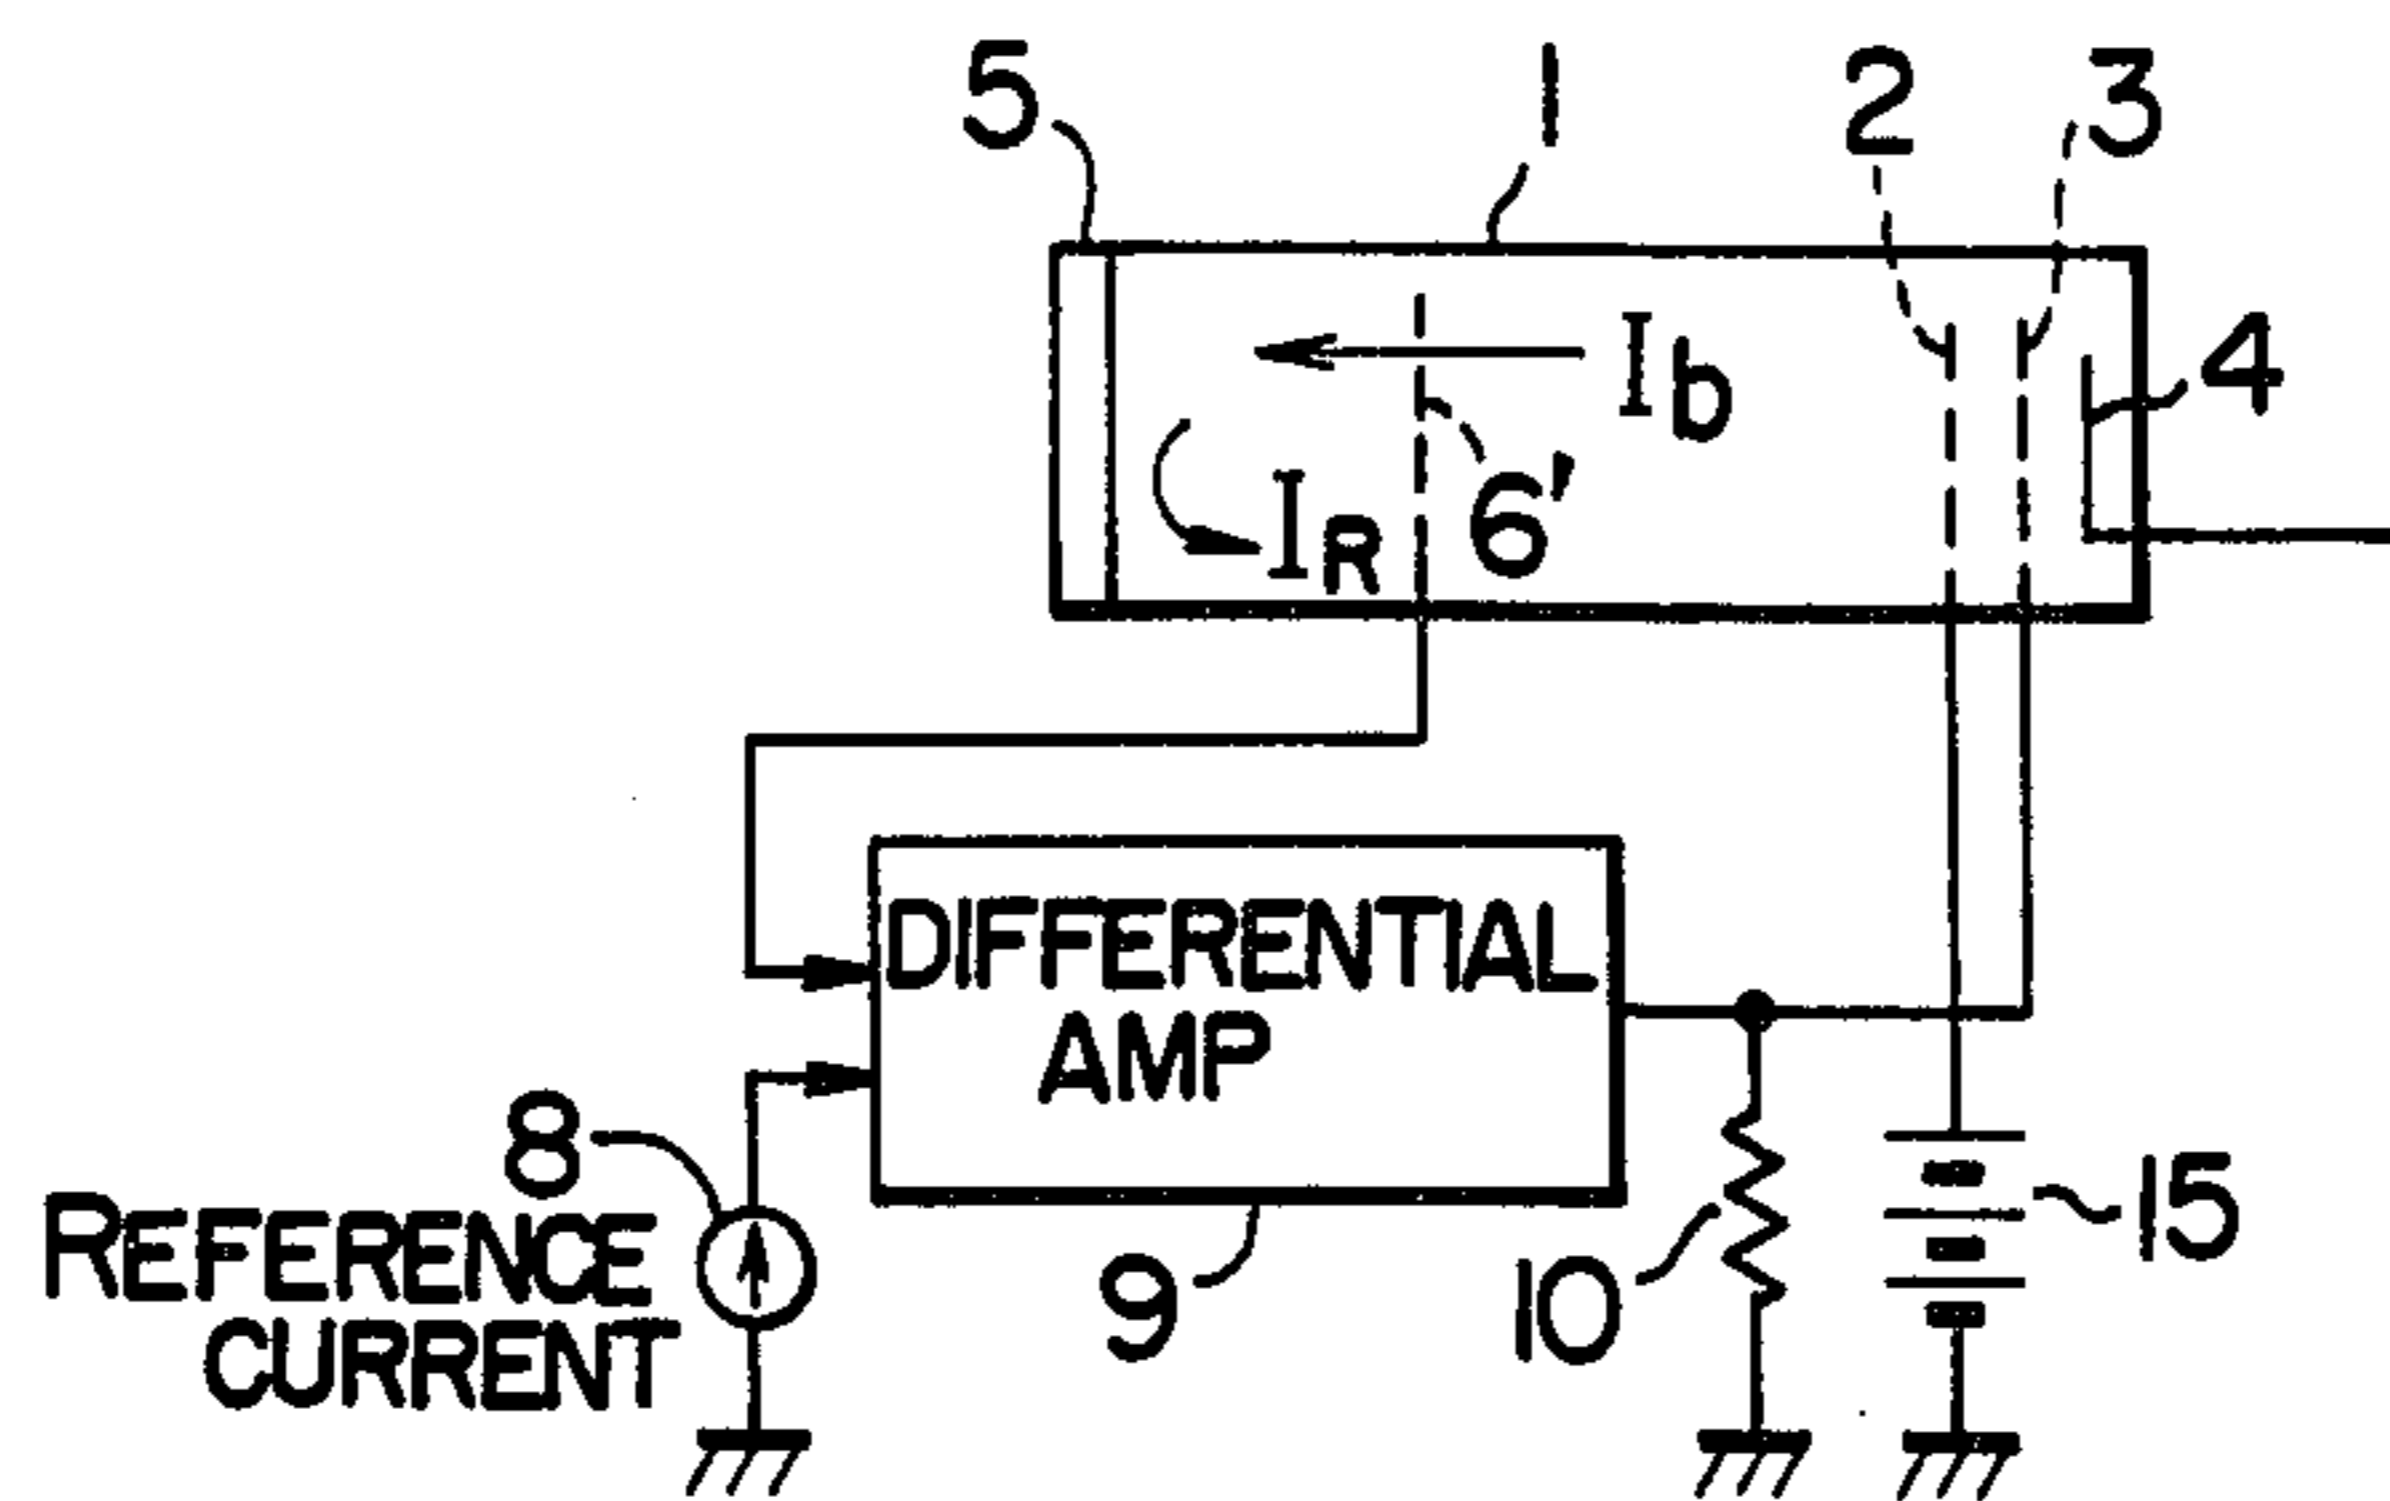 5 1 2 3
Ib 4
IR 6'
DIFFERENTIAL
AMP
8
REFERENCE
CURRENT
9 10 15